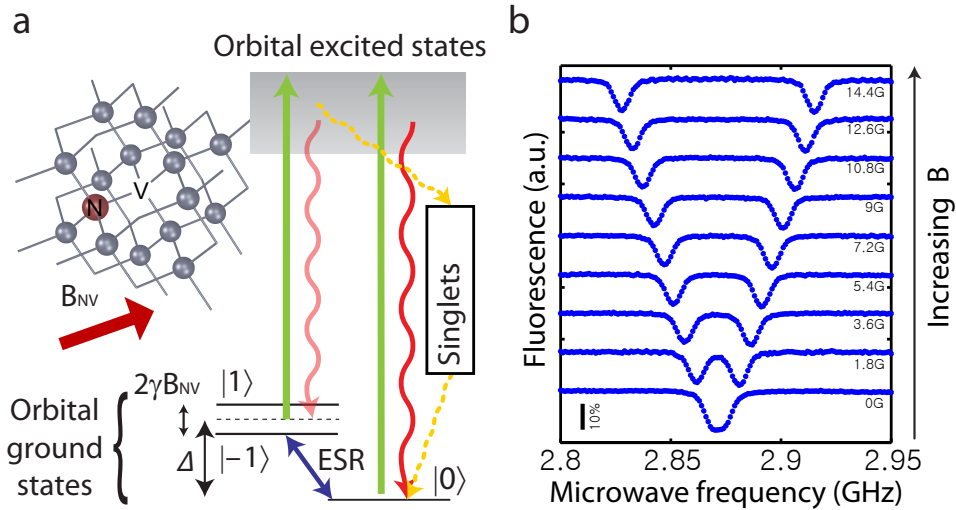 a
Orbital excited states
N
V
B_NV
Singlets
2γB_NV
|1⟩
Orbital
ground
states
Δ
|−1⟩
ESR
|0⟩
b
Fluorescence (a.u.)
14.4G
12.6G
10.8G
9G
7.2G
5.4G
3.6G
1.8G
0G
10%
Increasing B
2.8
2.85
2.9
2.95
Microwave frequency (GHz)